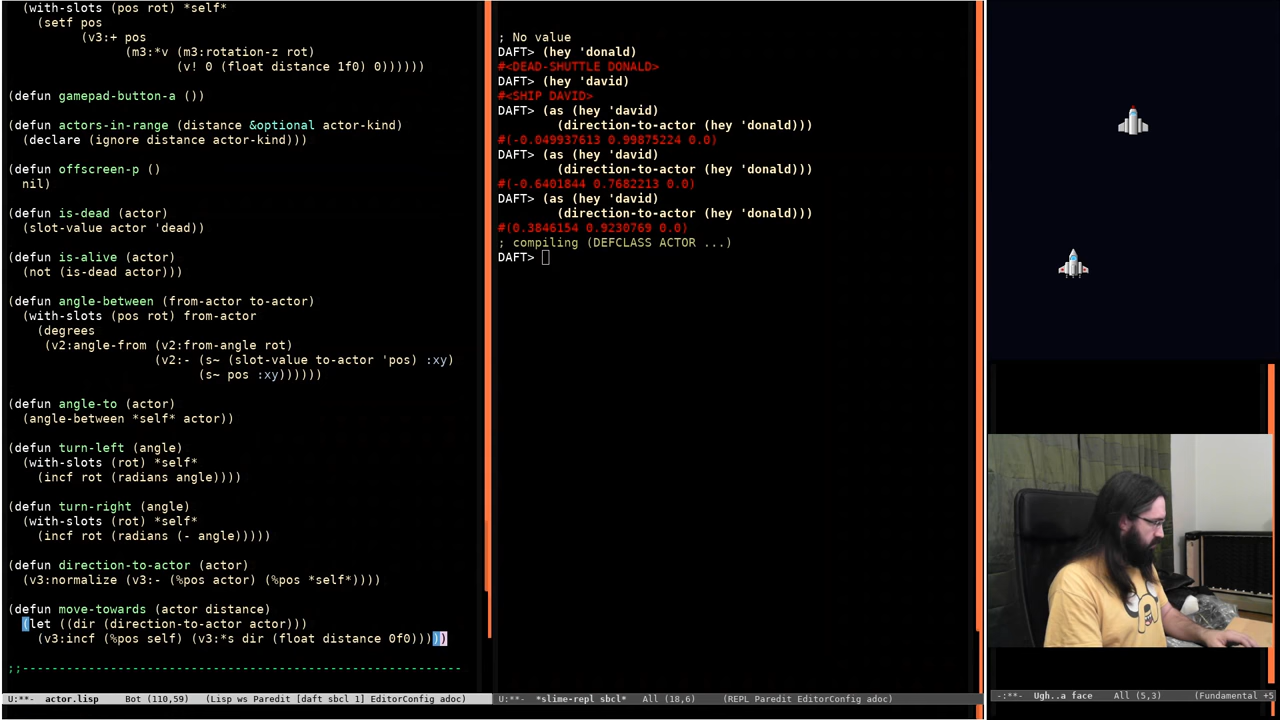 (with-slots (pos rot) *self*
(setf pos
(v3:+ pos
(m3:*v (m3:rotation-z rot)
(v! 0 (float distance 1f0) 0))))))
(defun gamepad-button-a ())
(defun actors-in-range (distance &optional actor-kind)
(declare (ignore distance actor-kind)))
(defun offscreen-p ()
nil)
(defun is-dead (actor)
(slot-value actor 'dead))
(defun is-alive (actor)
(not (is-dead actor)))
(defun angle-between (from-actor to-actor)
(with-slots (pos rot) from-actor
(degrees
(v2:angle-from (v2:from-angle rot)
(v2:- (s~ (slot-value to-actor 'pos) :xy)
(s~ pos :xy))))))
(defun angle-to (actor)
(angle-between *self* actor))
(defun turn-left (angle)
(with-slots (rot) *self*
(incf rot (radians angle))))
(defun turn-right (angle)
(with-slots (rot) *self*
(incf rot (radians (- angle)))))
(defun direction-to-actor (actor)
(v3:normalize (v3:- (%pos actor) (%pos *self*))))
(defun move-towards (actor distance)
(let ((dir (direction-to-actor actor)))
(v3:incf (%pos self) (v3:*s dir (float distance 0f0)))))
;;------------------------------------------------------
U:**- actor.lisp Bot (110,59) (Lisp ws Paredit [daft sbcl 1] EditorConfig adoc)
; No value
DAFT> (hey 'donald)
#<DEAD-SHUTTLE DONALD>
DAFT> (hey 'david)
#<SHIP DAVID>
DAFT> (as (hey 'david)
(direction-to-actor (hey 'donald)))
#(-0.049937613 0.99875224 0.0)
DAFT> (as (hey 'david)
(direction-to-actor (hey 'donald)))
#(-0.6401844 0.7682213 0.0)
DAFT> (as (hey 'david)
(direction-to-actor (hey 'donald)))
#(0.3846154 0.9230769 0.0)
; compiling (DEFCLASS ACTOR ...)
DAFT>
U:**- *slime-repl sbcl* All (18,6) (REPL Paredit EditorConfig adoc)
-:**- Ugh..a face All (5,3) (Fundamental +5